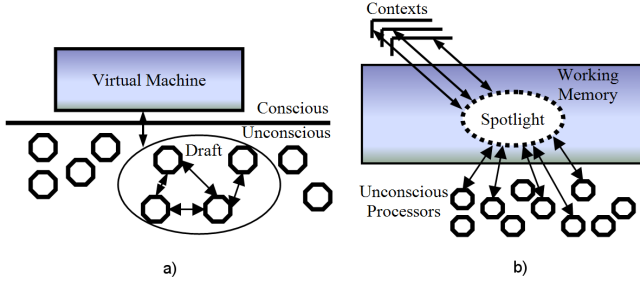 Virtual Machine
Conscious
Unconscious
Draft
a)
Contexts
Working
Memory
Spotlight
Unconscious
Processors
b)